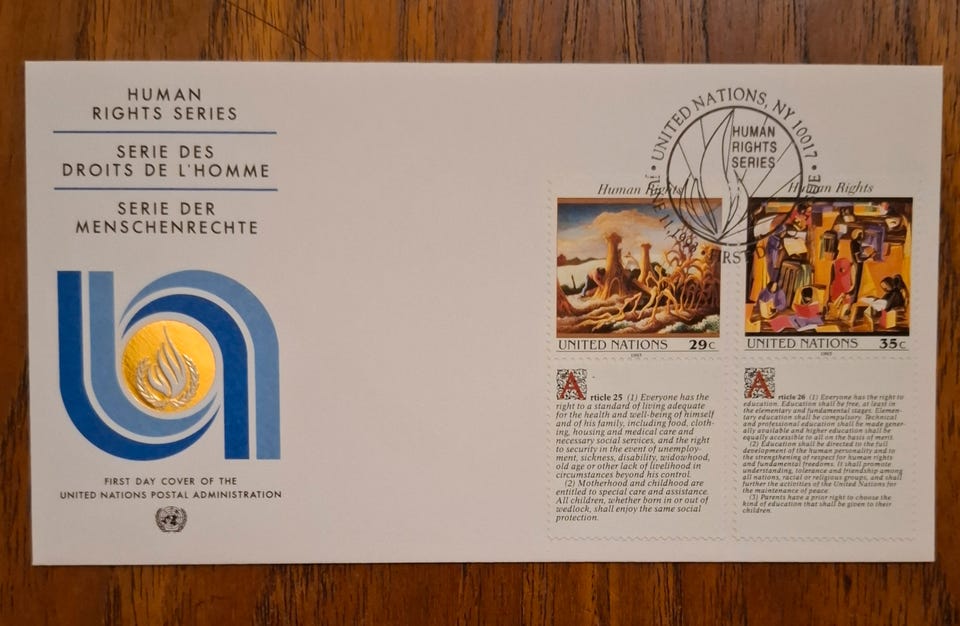 HUMAN
RIGHTS SERIES
SERIE DES
DROITS DE L'HOMME
SERIE DER
MENSCHENRECHTE
FIRST DAY COVER OF THE
UNITED NATIONS POSTAL ADMINISTRATION
UNITED NATIONS, NY 10017
HUMAN
RIGHTS
SERIES
Human Rights
UNITED NATIONS 29c
1993
Article 25 (1) Everyone has the
right to a standard of living adequate
for the health and well-being of himself
and of his family, including food, cloth-
ing, housing and medical care and
necessary social services, and the right
to security in the event of unemploy-
ment, sickness, disability, widowhood,
old age or other lack of livelihood in
circumstances beyond his control.
(2) Motherhood and childhood are
entitled to special care and assistance.
All children, whether born in or out of
wedlock, shall enjoy the same social
protection.
Human Rights
UNITED NATIONS 35c
1993
Article 26 (1) Everyone has the right to
education. Education shall be free, at least in
the elementary and fundamental stages. Elemen-
tary education shall be compulsory. Technical
and professional education shall be made gener-
ally available and higher education shall be
equally accessible to all on the basis of merit.
(2) Education shall be directed to the full
development of the human personality and to
the strengthening of respect for human rights
and fundamental freedoms. It shall promote
understanding, tolerance and friendship among
all nations, racial or religious groups, and shall
further the activities of the United Nations for
the maintenance of peace.
(3) Parents have a prior right to choose the
kind of education that shall be given to their
children.